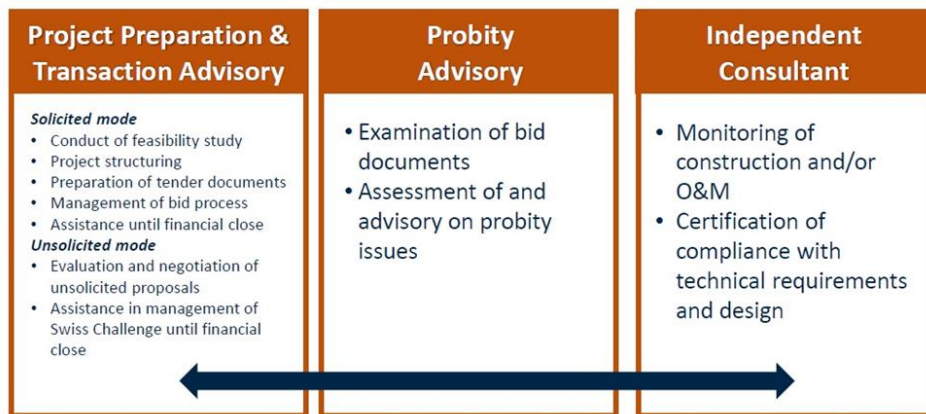 Project Preparation &
Transaction Advisory
Solicited mode
• Conduct of feasibility study
• Project structuring
• Preparation of tender documents
• Management of bid process
• Assistance until financial close
Unsolicited mode
• Evaluation and negotiation of
unsolicited proposals
• Assistance in management of
Swiss Challenge until financial
close
Probity
Advisory
• Examination of bid
documents
• Assessment of and
advisory on probity
issues
Independent
Consultant
• Monitoring of
construction and/or
O&M
• Certification of
compliance with
technical requirements
and design